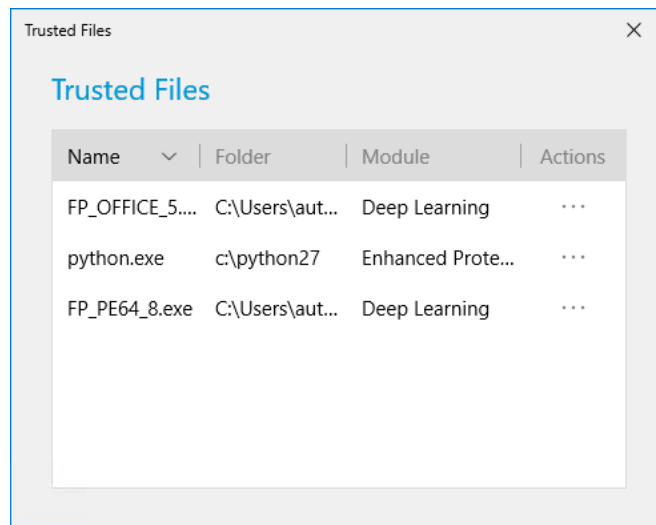 Trusted Files
Trusted Files
Name Folder Module Actions
FP_OFFICE_5.... C:\Users\aut... Deep Learning ...
python.exe c:\python27 Enhanced Prote... ...
FP_PE64_8.exe C:\Users\aut... Deep Learning ...